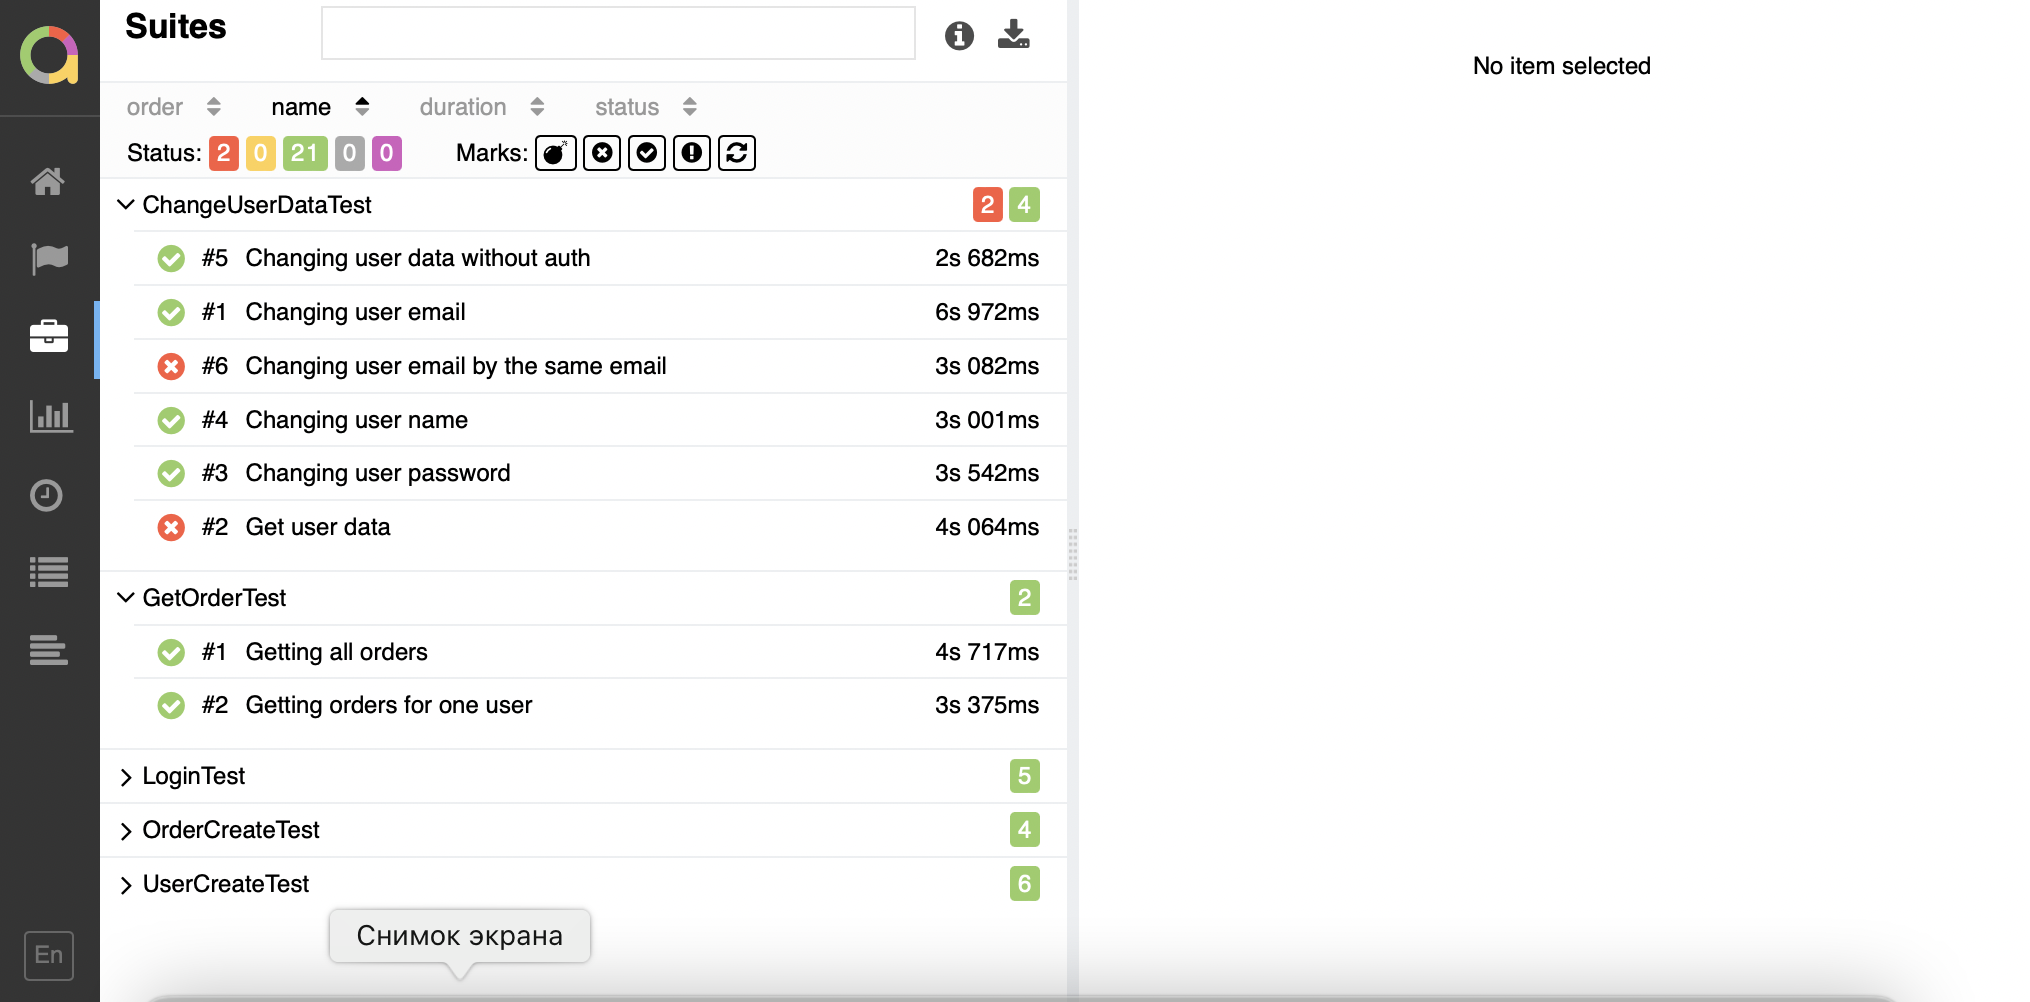 Suites
No item selected
order name duration status
Status: 2 0 21 0 0 Marks:
ChangeUserDataTest 2 4
#5 Changing user data without auth 2s 682ms
#1 Changing user email 6s 972ms
#6 Changing user email by the same email 3s 082ms
#4 Changing user name 3s 001ms
#3 Changing user password 3s 542ms
#2 Get user data 4s 064ms
GetOrderTest 2
#1 Getting all orders 4s 717ms
#2 Getting orders for one user 3s 375ms
LoginTest 5
OrderCreateTest 4
UserCreateTest 6
Снимок экрана
En